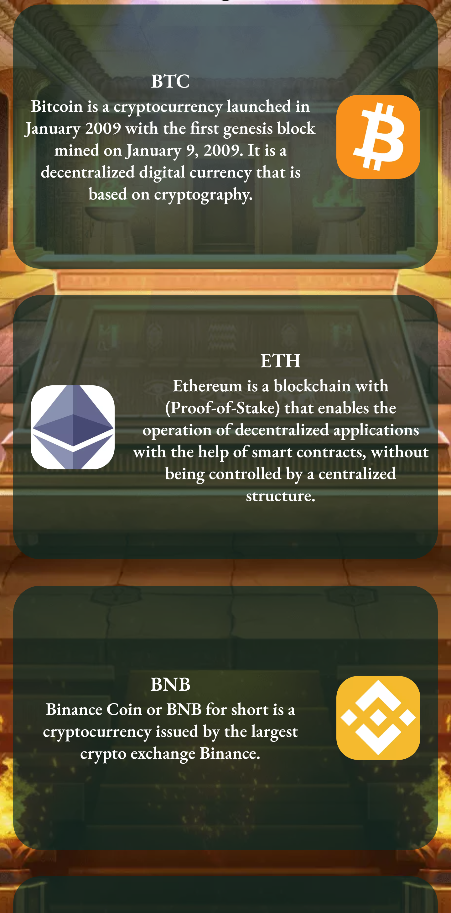 BTC
Bitcoin is a cryptocurrency launched in
January 2009 with the first genesis block
mined on January 9, 2009. It is a
decentralized digital currency that is
based on cryptography.
ETH
Ethereum is a blockchain with
(Proof-of-Stake) that enables the
operation of decentralized applications
with the help of smart contracts, without
being controlled by a centralized
structure.
BNB
Binance Coin or BNB for short is a
cryptocurrency issued by the largest
crypto exchange Binance.